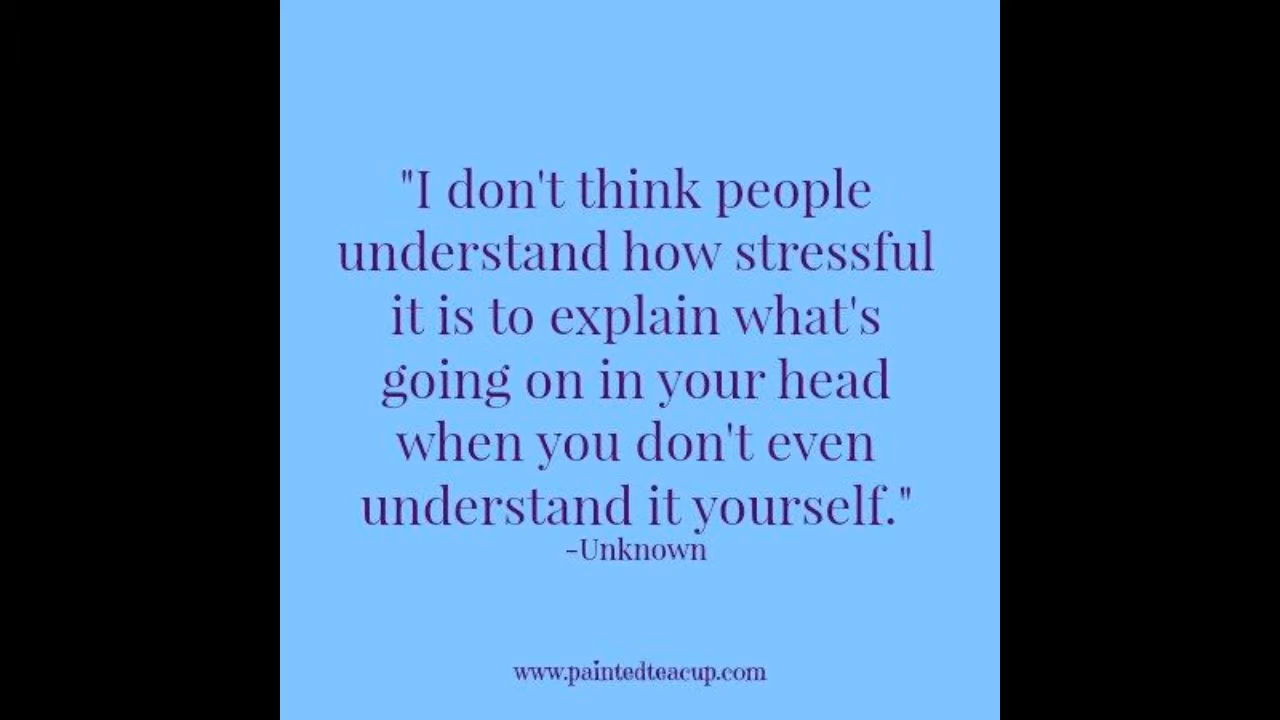 "I don't think people
understand how stressful
it is to explain what's
going on in your head
when you don't even
understand it yourself."
-Unknown
www.paintedteacup.com